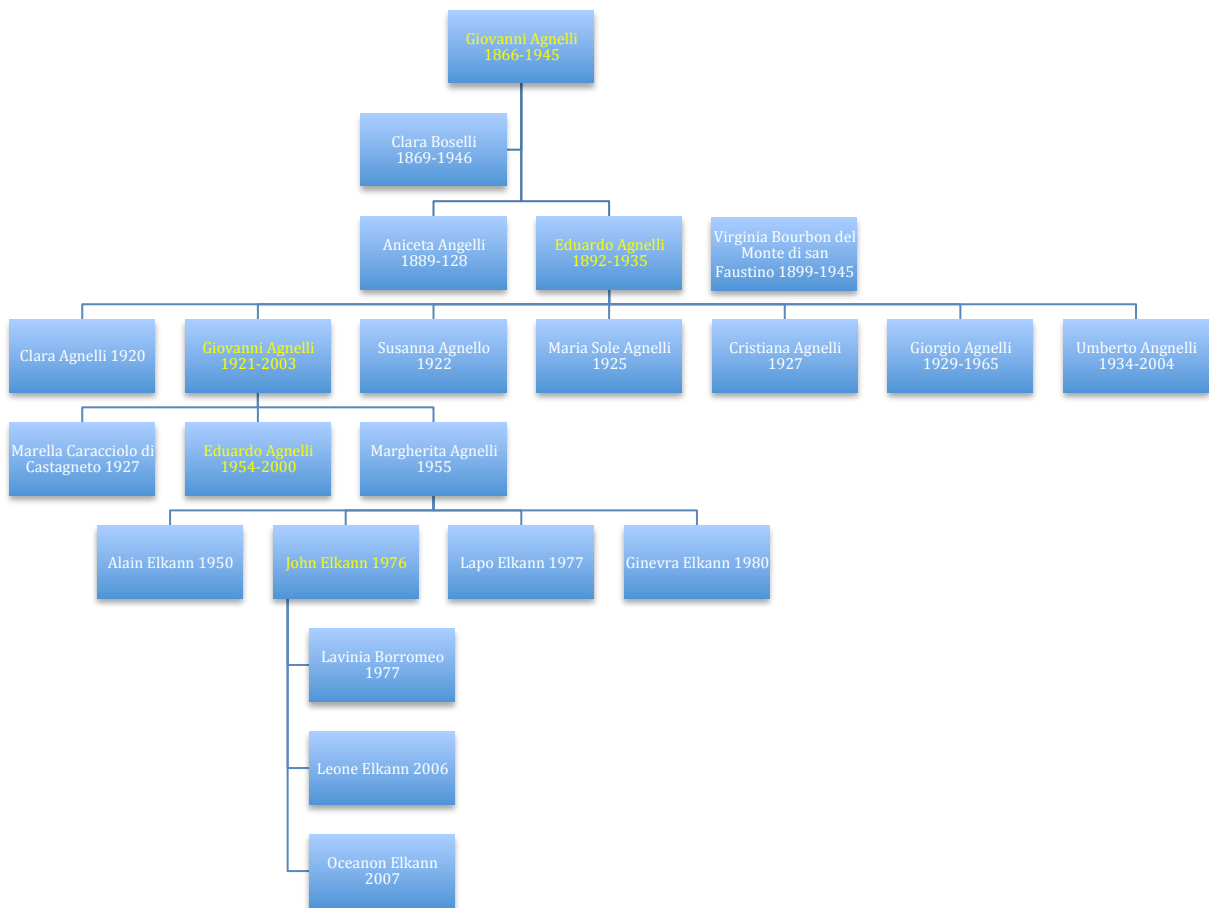 Giovanni Agnelli
1866-1945
Clara Boselli
1869-1946
Aniceta Angelli
1889-128
Eduardo Agnelli
1892-1935
Virginia Bourbon del
Monte di san
Faustino 1899-1945
Clara Agnelli 1920
Giovanni Agnelli
1921-2003
Susanna Agnello
1922
Maria Sole Agnelli
1925
Cristiana Agnelli
1927
Giorgio Agnelli
1929-1965
Umberto Angnelli
1934-2004
Marella Caracciolo di
Castagneto 1927
Eduardo Agnelli
1954-2000
Margherita Agnelli
1955
Alain Elkann 1950
John Elkann 1976
Lapo Elkann 1977
Ginevra Elkann 1980
Lavinia Borromeo
1977
Leone Elkann 2006
Oceanon Elkann
2007